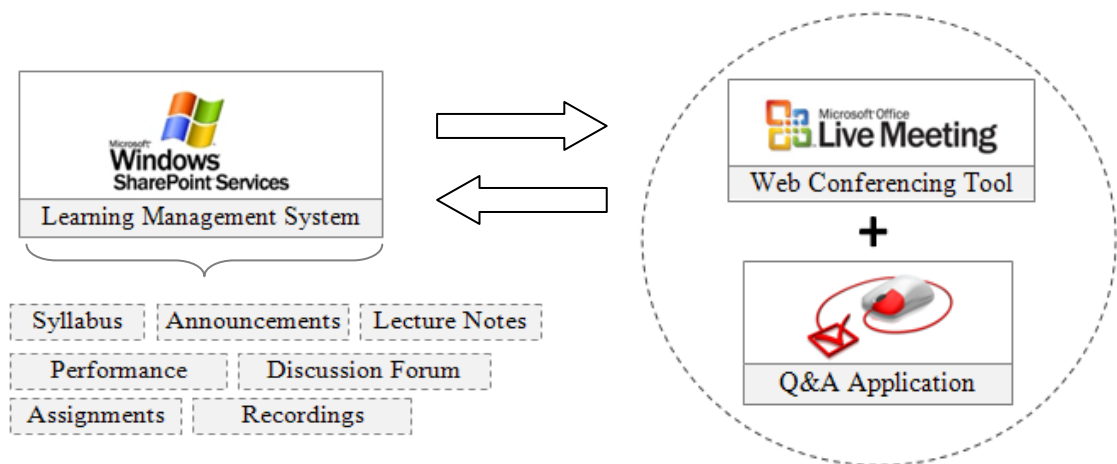 Microsoft
Windows
SharePoint Services
Learning Management System
Syllabus
Announcements
Lecture Notes
Performance
Discussion Forum
Assignments
Recordings
Microsoft Office
Live Meeting
Web Conferencing Tool
+
Q&A Application